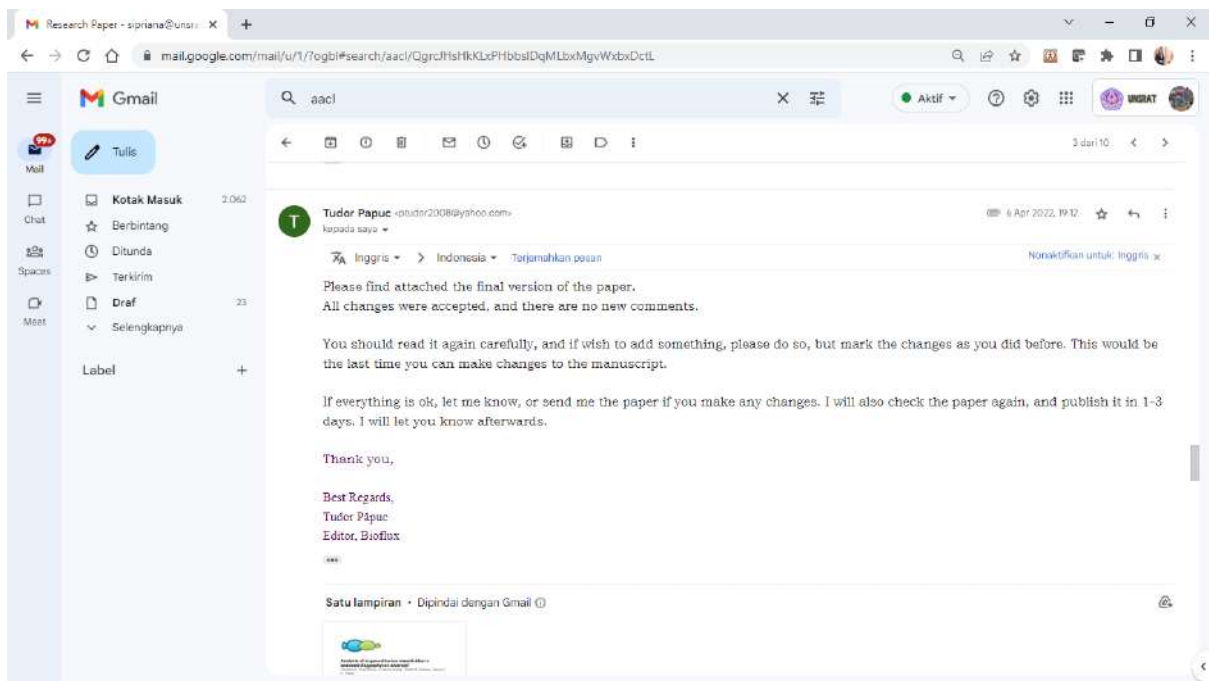 Research Paper - sipriana@unsra
mail.google.com/mail/u/1/?ogbl#search/aacl/
Gmail
aacl
Aktif
UNSRAT
99+
Mail
Tulis
3 dari 10
Chat
Kotak Masuk 2.062
Berbintang
Spaces
Ditunda
Terkirim
Meet
Draf 23
Selengkapnya
Label
Tudor Papuc <ptudor2008@yahoo.com>
6 Apr 2022, 19.12
kepada saya
Inggris > Indonesia Terjemahkan pesan
Nonaktifkan untuk: Inggris x
Please find attached the final version of the paper.
All changes were accepted, and there are no new comments.
You should read it again carefully, and if wish to add something, please do so, but mark the changes as you did before. This would be
the last time you can make changes to the manuscript.
If everything is ok, let me know, or send me the paper if you make any changes. I will also check the paper again, and publish it in 1-3
days. I will let you know afterwards.
Thank you,
Best Regards,
Tudor Păpuc
Editor, Bioflux
Satu lampiran • Dipindai dengan Gmail